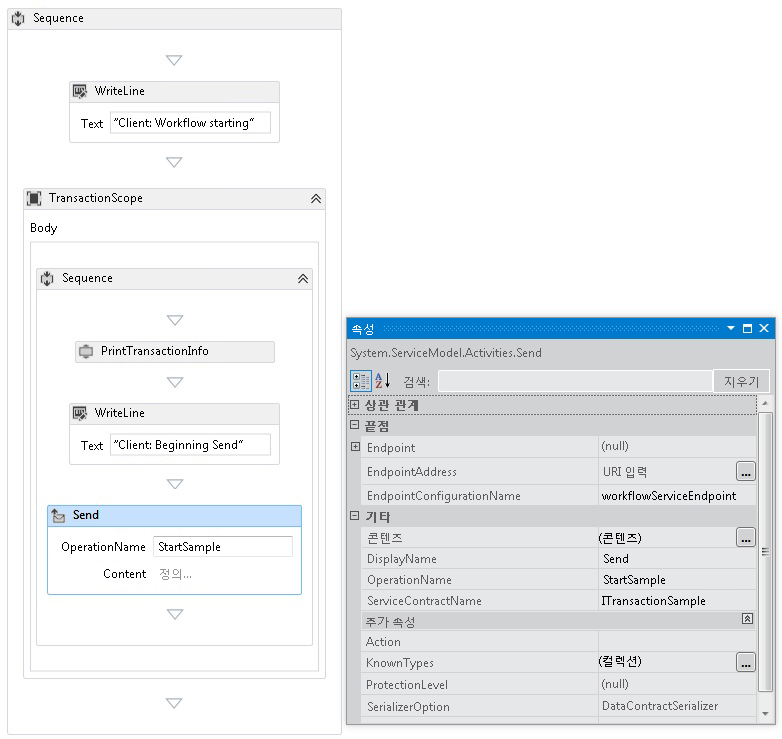 Sequence
WriteLine
Text "Client: Workflow starting"
TransactionScope
Body
Sequence
PrintTransactionInfo
WriteLine
Text "Client: Beginning Send"
Send
OperationName StartSample
Content 정의...
속성
System.ServiceModel.Activities.Send
검색: 지우기
상관 관계
끝점
Endpoint (null)
EndpointAddress URI 입력 ...
EndpointConfigurationName workflowServiceEndpoint
기타
콘텐츠 (콘텐츠) ...
DisplayName Send
OperationName StartSample
ServiceContractName ITransactionSample
추가 속성
Action
KnownTypes (컬렉션) ...
ProtectionLevel (null)
SerializerOption DataContractSerializer